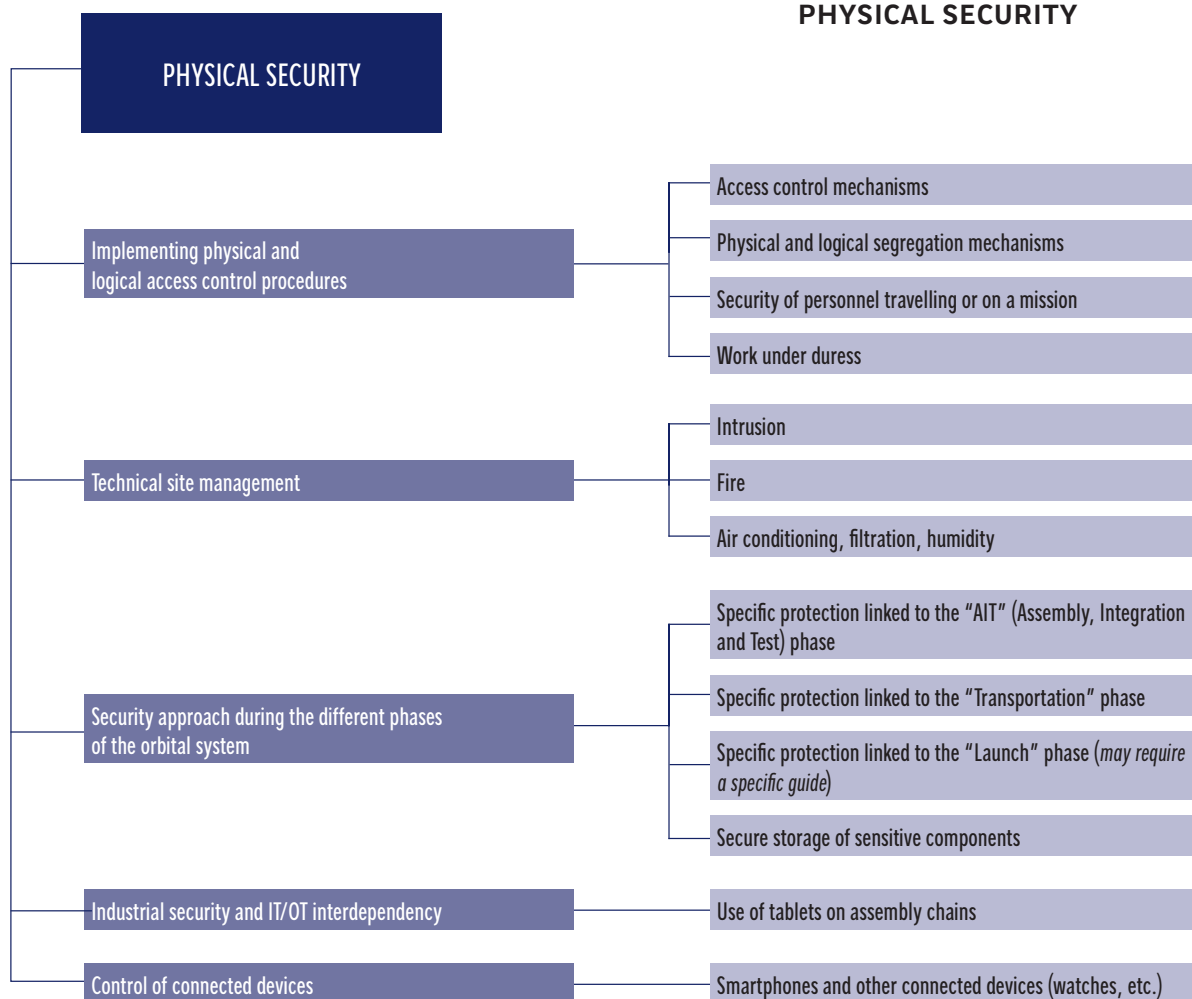 PHYSICAL SECURITY
PHYSICAL SECURITY
Implementing physical and
logical access control procedures
Access control mechanisms
Physical and logical segregation mechanisms
Security of personnel travelling or on a mission
Work under duress
Technical site management
Intrusion
Fire
Air conditioning, filtration, humidity
Security approach during the different phases
of the orbital system
Specific protection linked to the “AIT” (Assembly, Integration
and Test) phase
Specific protection linked to the “Transportation” phase
Specific protection linked to the “Launch” phase (may require
a specific guide)
Secure storage of sensitive components
Industrial security and IT/OT interdependency
Use of tablets on assembly chains
Control of connected devices
Smartphones and other connected devices (watches, etc.)